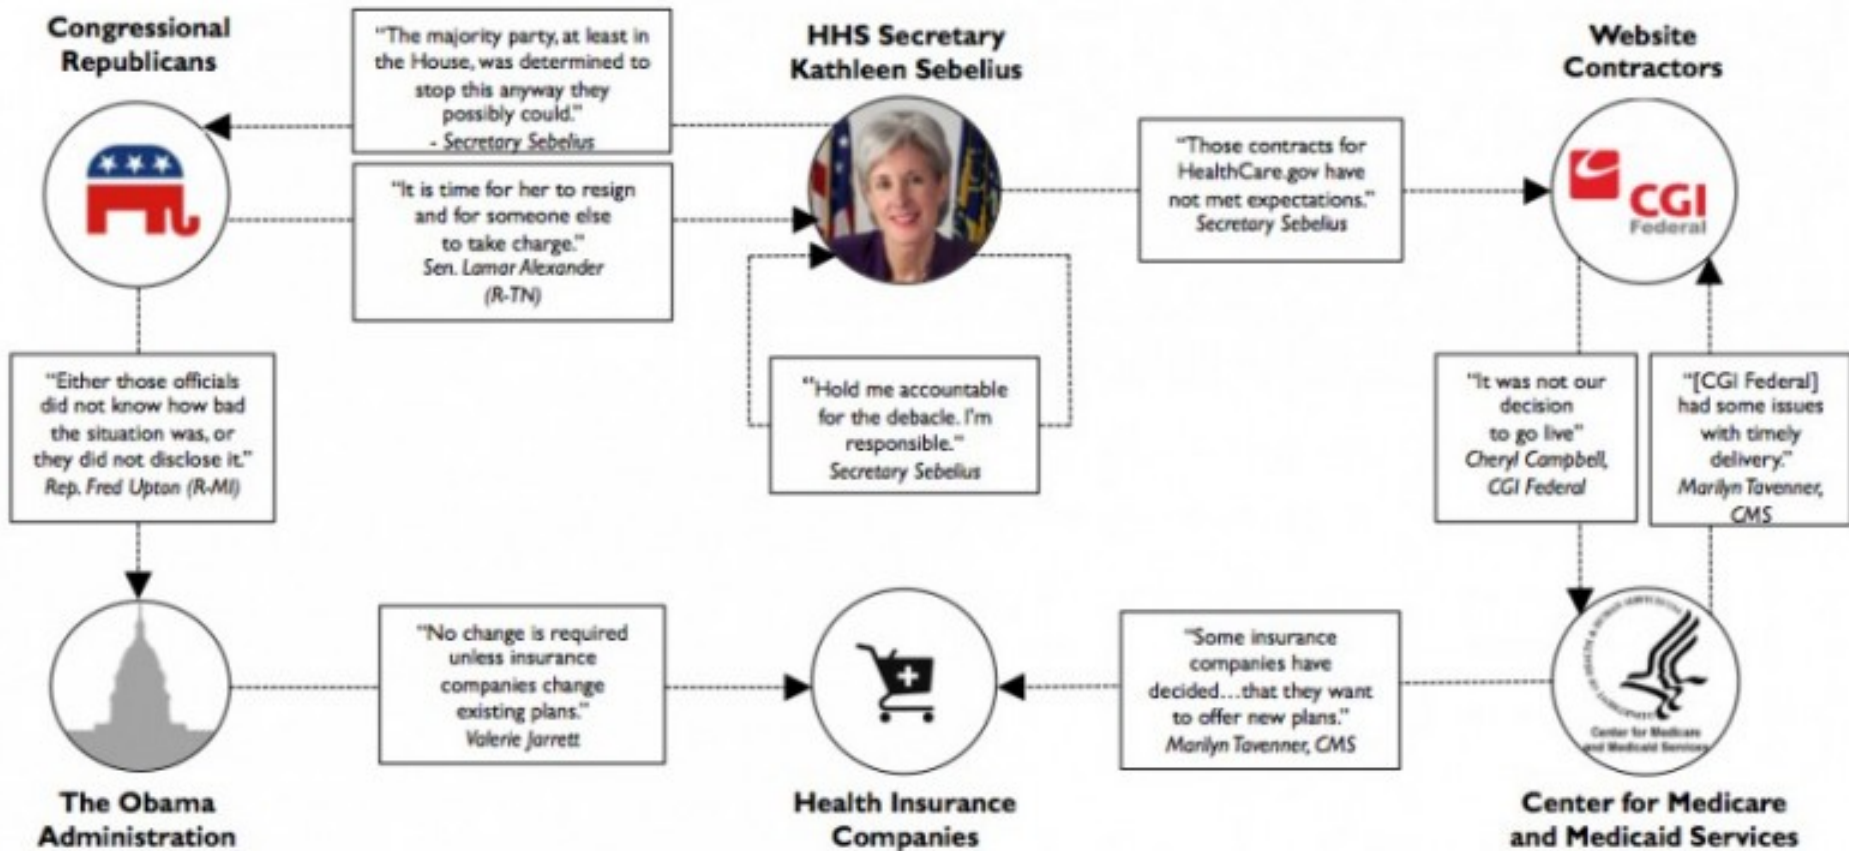 Congressional
Republicans
"The majority party, at least in
the House, was determined to
stop this anyway they
possibly could."
- Secretary Sebelius
HHS Secretary
Kathleen Sebelius
Website
Contractors
"It is time for her to resign
and for someone else
to take charge."
Sen. Lamar Alexander
(R-TN)
"Those contracts for
HealthCare.gov have
not met expectations."
Secretary Sebelius
CGI
Federal
"Either those officials
did not know how bad
the situation was, or
they did not disclose it."
Rep. Fred Upton (R-MI)
"Hold me accountable
for the debacle. I'm
responsible."
Secretary Sebelius
"It was not our
decision
to go live"
Cheryl Campbell,
CGI Federal
"[CGI Federal]
had some issues
with timely
delivery."
Marilyn Tavenner,
CMS
"No change is required
unless insurance
companies change
existing plans."
Valerie Jarrett
"Some insurance
companies have
decided...that they want
to offer new plans."
Marilyn Tavenner, CMS
Center for Medicare
and Medicaid Services
The Obama
Administration
Health Insurance
Companies
Center for Medicare
and Medicaid Services